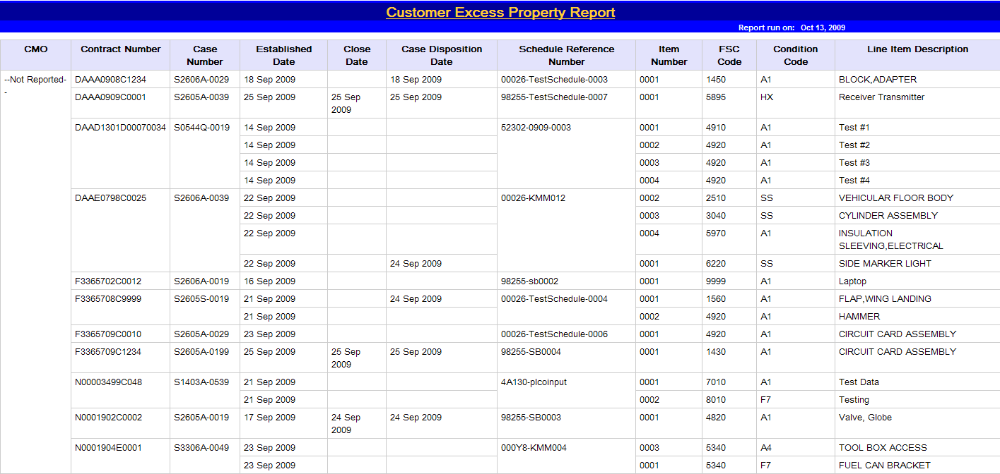 Customer Excess Property Report
Report run on: Oct 13, 2009
CMO Contract Number Case Number Established Date Close Date Case Disposition Date Schedule Reference Number Item Number FSC Code Condition Code Line Item Description
--Not Reported-- DAAA0908C1234 S2606A-0029 18 Sep 2009 18 Sep 2009 00026-TestSchedule-0003 0001 1450 A1 BLOCK,ADAPTER
DAAA0909C0001 S2605A-0039 25 Sep 2009 25 Sep 2009 25 Sep 2009 98255-TestSchedule-0007 0001 5895 HX Receiver Transmitter
DAAD1301D00070034 S0544Q-0019 14 Sep 2009 52302-0909-0003 0001 4910 A1 Test #1
14 Sep 2009 0002 4920 A1 Test #2
14 Sep 2009 0003 4920 A1 Test #3
14 Sep 2009 0004 4920 A1 Test #4
DAAE0798C0025 S2606A-0039 22 Sep 2009 00026-KMM012 0002 2510 SS VEHICULAR FLOOR BODY
22 Sep 2009 0003 3040 SS CYLINDER ASSEMBLY
22 Sep 2009 0004 5970 A1 INSULATION SLEEVING,ELECTRICAL
22 Sep 2009 24 Sep 2009 0001 6220 SS SIDE MARKER LIGHT
F3365702C0012 S2606A-0019 16 Sep 2009 98255-sb0002 0001 9999 A1 Laptop
F3365708C9999 S2605S-0019 21 Sep 2009 24 Sep 2009 00026-TestSchedule-0004 0001 1560 A1 FLAP,WING LANDING
21 Sep 2009 0002 4920 A1 HAMMER
F3365709C0010 S2605A-0029 23 Sep 2009 00026-TestSchedule-0006 0001 4920 A1 CIRCUIT CARD ASSEMBLY
F3365709C1234 S2605A-0199 25 Sep 2009 25 Sep 2009 25 Sep 2009 98255-SB0004 0001 1430 A1 CIRCUIT CARD ASSEMBLY
N00003499C048 S1403A-0539 21 Sep 2009 4A130-plcoinput 0001 7010 A1 Test Data
21 Sep 2009 0002 8010 F7 Testing
N0001902C0002 S2605A-0019 17 Sep 2009 24 Sep 2009 24 Sep 2009 98255-SB0003 0001 4820 A1 Valve, Globe
N0001904E0001 S3306A-0049 23 Sep 2009 000Y8-KMM004 0003 5340 A4 TOOL BOX ACCESS
23 Sep 2009 0001 5340 F7 FUEL CAN BRACKET